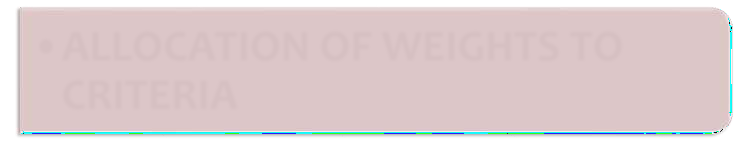 • ALLOCATION OF WEIGHTS TO
CRITERIA